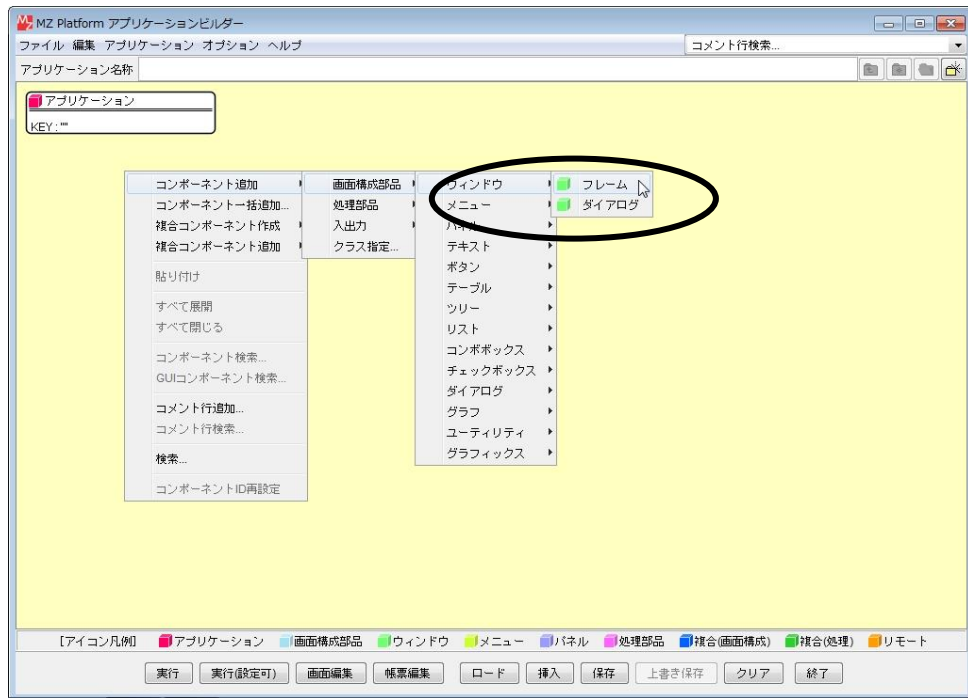 MZ Platform アプリケーションビルダー
ファイル 編集 アプリケーション オプション ヘルプ
コメント行検索...
アプリケーション名称
アプリケーション
KEY:""
コンポーネント追加
コンポーネント一括追加...
複合コンポーネント作成
複合コンポーネント追加
貼り付け
すべて展開
すべて閉じる
コンポーネント検索...
GUIコンポーネント検索...
コメント行追加...
コメント行検索...
検索...
コンポーネントID再設定
画面構成部品
処理部品
入出力
クラス指定...
ウィンドウ
メニュー
パネル
テキスト
ボタン
テーブル
ツリー
リスト
コンボボックス
チェックボックス
ダイアログ
グラフ
ユーティリティ
グラフィックス
フレーム
ダイアログ
[アイコン凡例] アプリケーション 画面構成部品 ウィンドウ メニュー パネル 処理部品 複合(画面構成) 複合(処理) リモート
実行 実行(設定可) 画面編集 帳票編集 ロード 挿入 保存 上書き保存 クリア 終了